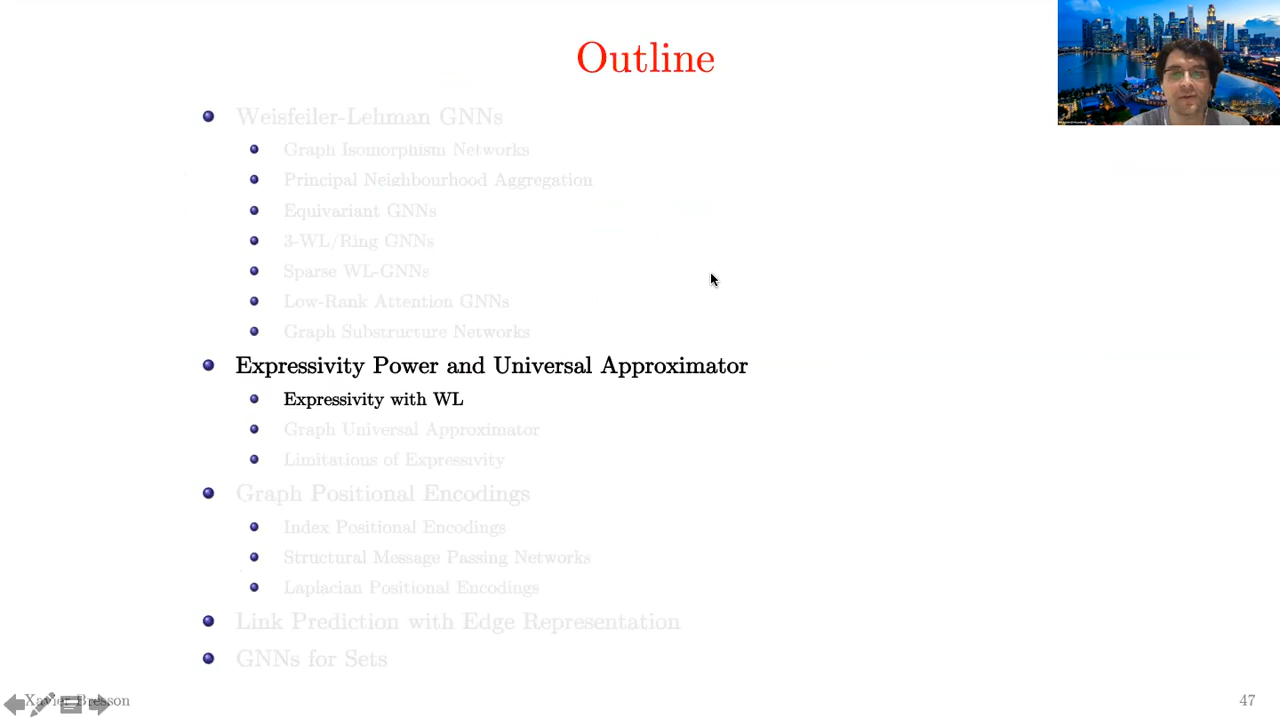 Outline
Weisfeiler-Lehman GNNs
Graph Isomorphism Networks
Principal Neighbourhood Aggregation
Equivariant GNNs
3-WL/Ring GNNs
Sparse WL-GNNs
Low-Rank Attention GNNs
Graph Substructure Networks
Expressivity Power and Universal Approximator
Expressivity with WL
Graph Universal Approximator
Limitations of Expressivity
Graph Positional Encodings
Index Positional Encodings
Structural Message Passing Networks
Laplacian Positional Encodings
Link Prediction with Edge Representation
GNNs for Sets
Xavier Bresson
47